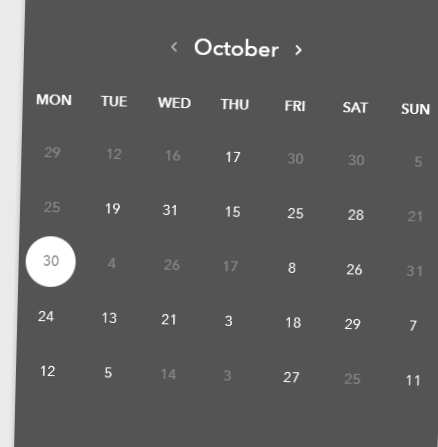 < October >
MON TUE WED THU FRI SAT SUN
29 12 16 17 30 30 5
25 19 31 15 25 28 21
30 4 26 17 8 26 31
24 13 21 3 18 29 7
12 5 14 3 27 25 11